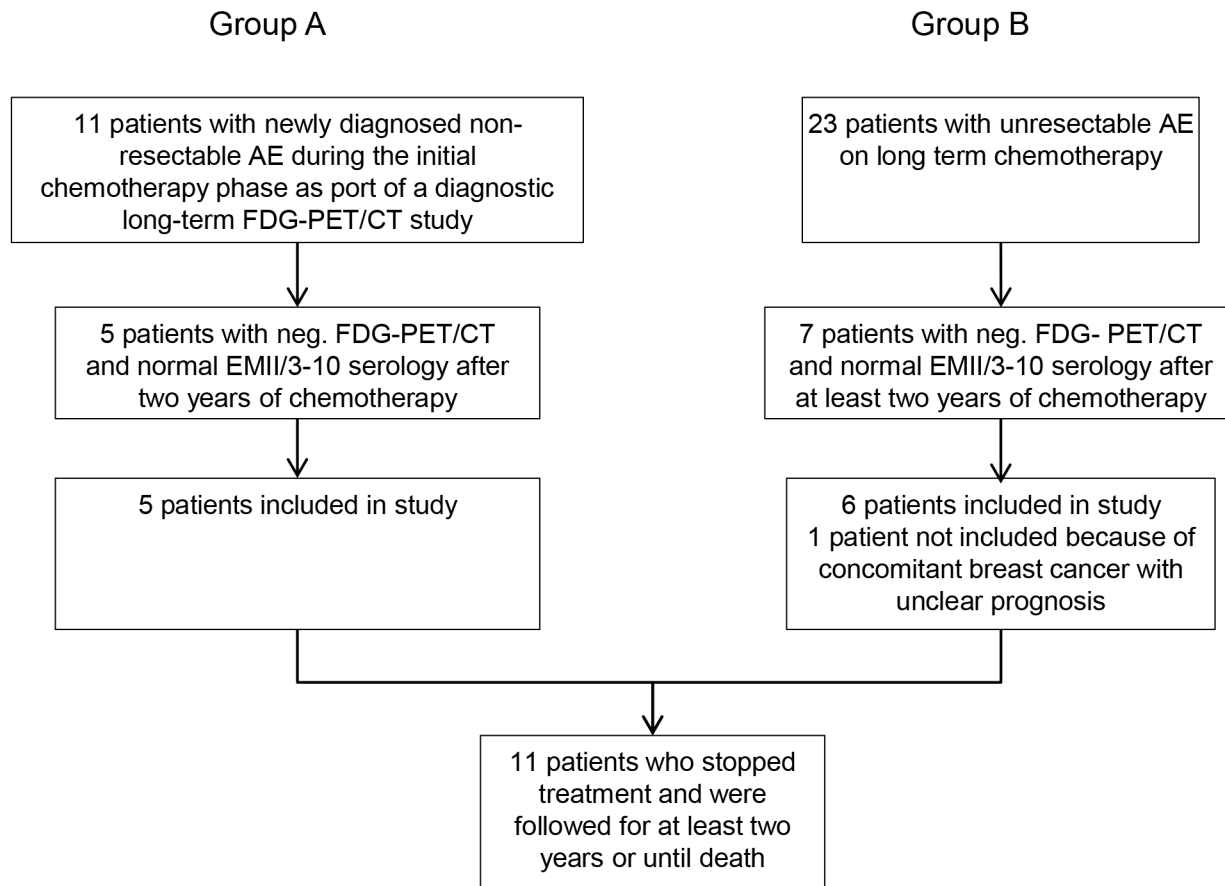 Group A
Group B
11 patients with newly diagnosed non-
resectable AE during the initial
chemotherapy phase as port of a diagnostic
long-term FDG-PET/CT study
23 patients with unresectable AE
on long term chemotherapy
5 patients with neg. FDG-PET/CT
and normal EMII/3-10 serology after
two years of chemotherapy
7 patients with neg. FDG- PET/CT
and normal EMII/3-10 serology after
at least two years of chemotherapy
5 patients included in study
6 patients included in study
1 patient not included because of
concomitant breast cancer with
unclear prognosis
11 patients who stopped
treatment and were
followed for at least two
years or until death